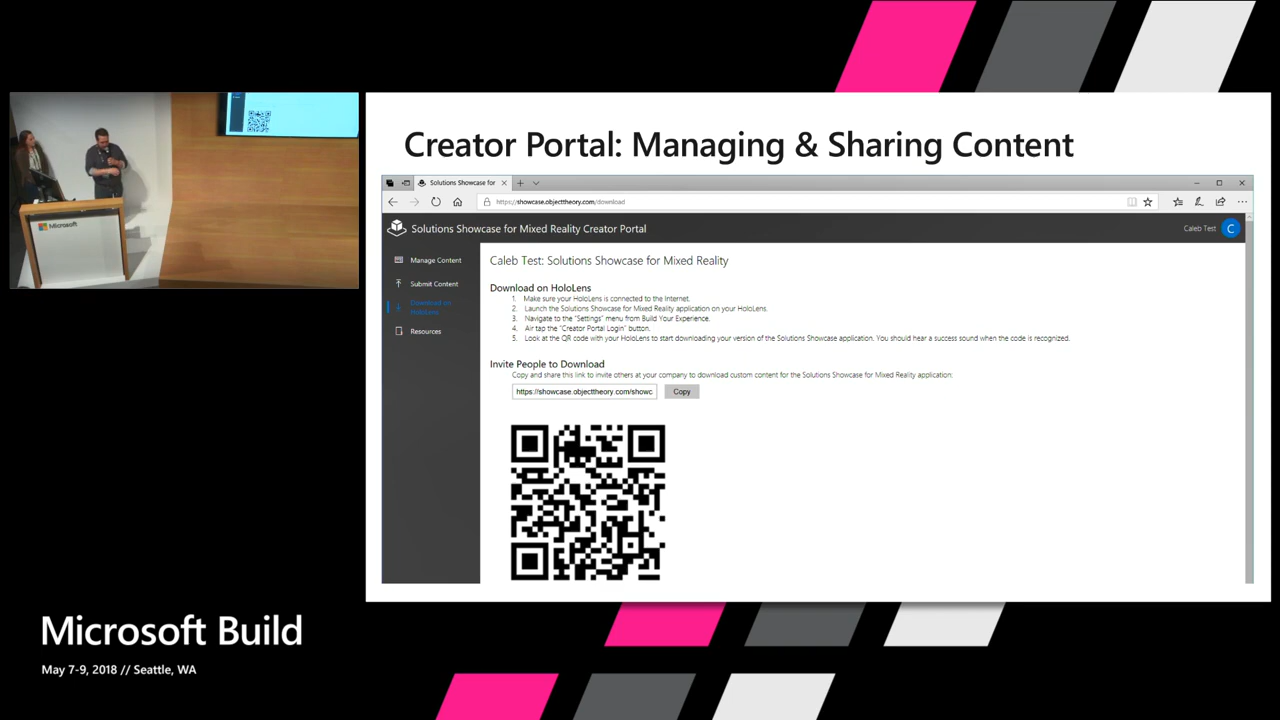 Creator Portal: Managing & Sharing Content
Solutions Showcase for
https://showcase.objecttheory.com/download
Solutions Showcase for Mixed Reality Creator Portal
Caleb Test
C
Manage Content
Submit Content
Download on
HoloLens
Resources
Caleb Test: Solutions Showcase for Mixed Reality
Download on HoloLens
1. Make sure your HoloLens is connected to the Internet.
2. Launch the Solutions Showcase for Mixed Reality application on your HoloLens.
3. Navigate to the "Settings" menu from Build Your Experience.
4. Air tap the "Creator Portal Login" button.
5. Look at the QR code with your HoloLens to start downloading your version of the Solutions Showcase application. You should hear a success sound when the code is recognized.
Invite People to Download
Copy and share this link to invite others at your company to download custom content for the Solutions Showcase for Mixed Reality application:
https://showcase.objecttheory.com/showc
Copy
Microsoft
Microsoft Build
May 7-9, 2018 // Seattle, WA